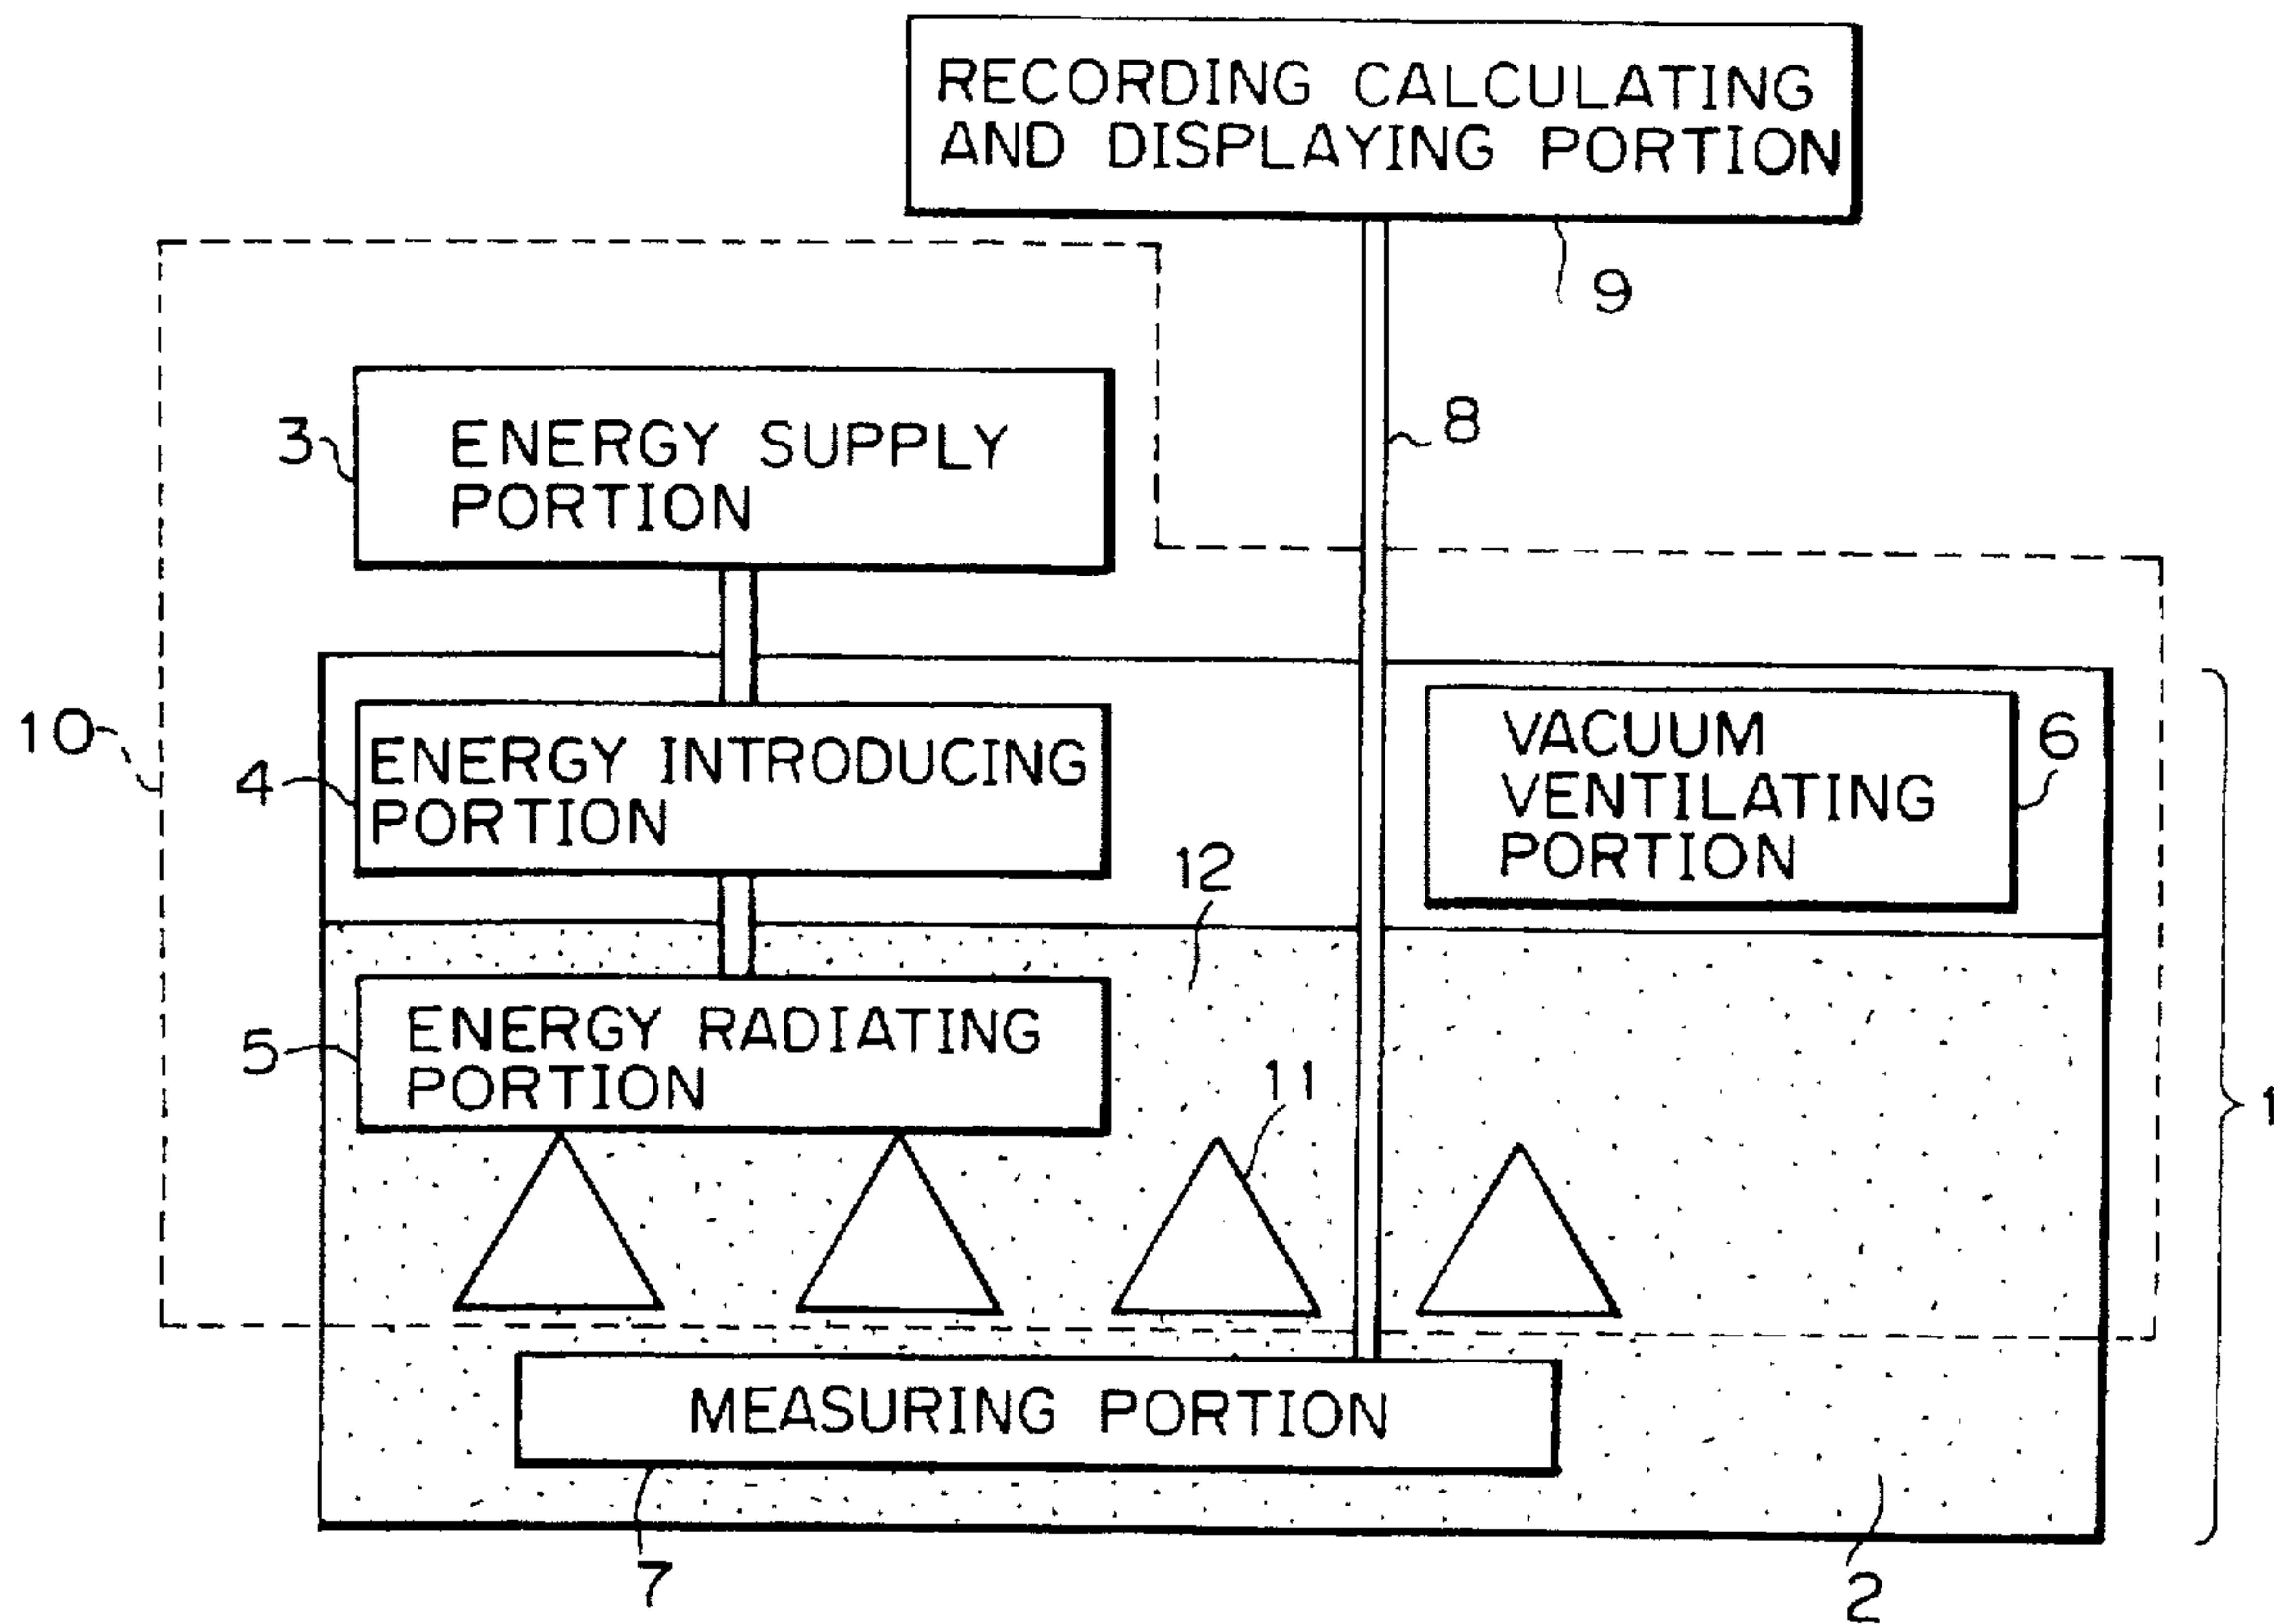 RECORDING CALCULATING
AND DISPLAYING PORTION
9
3
ENERGY SUPPLY
PORTION
8
10
4
ENERGY INTRODUCING
PORTION
VACUUM
VENTILATING
PORTION
6
12
5
ENERGY RADIATING
PORTION
11
1
MEASURING PORTION
7
2